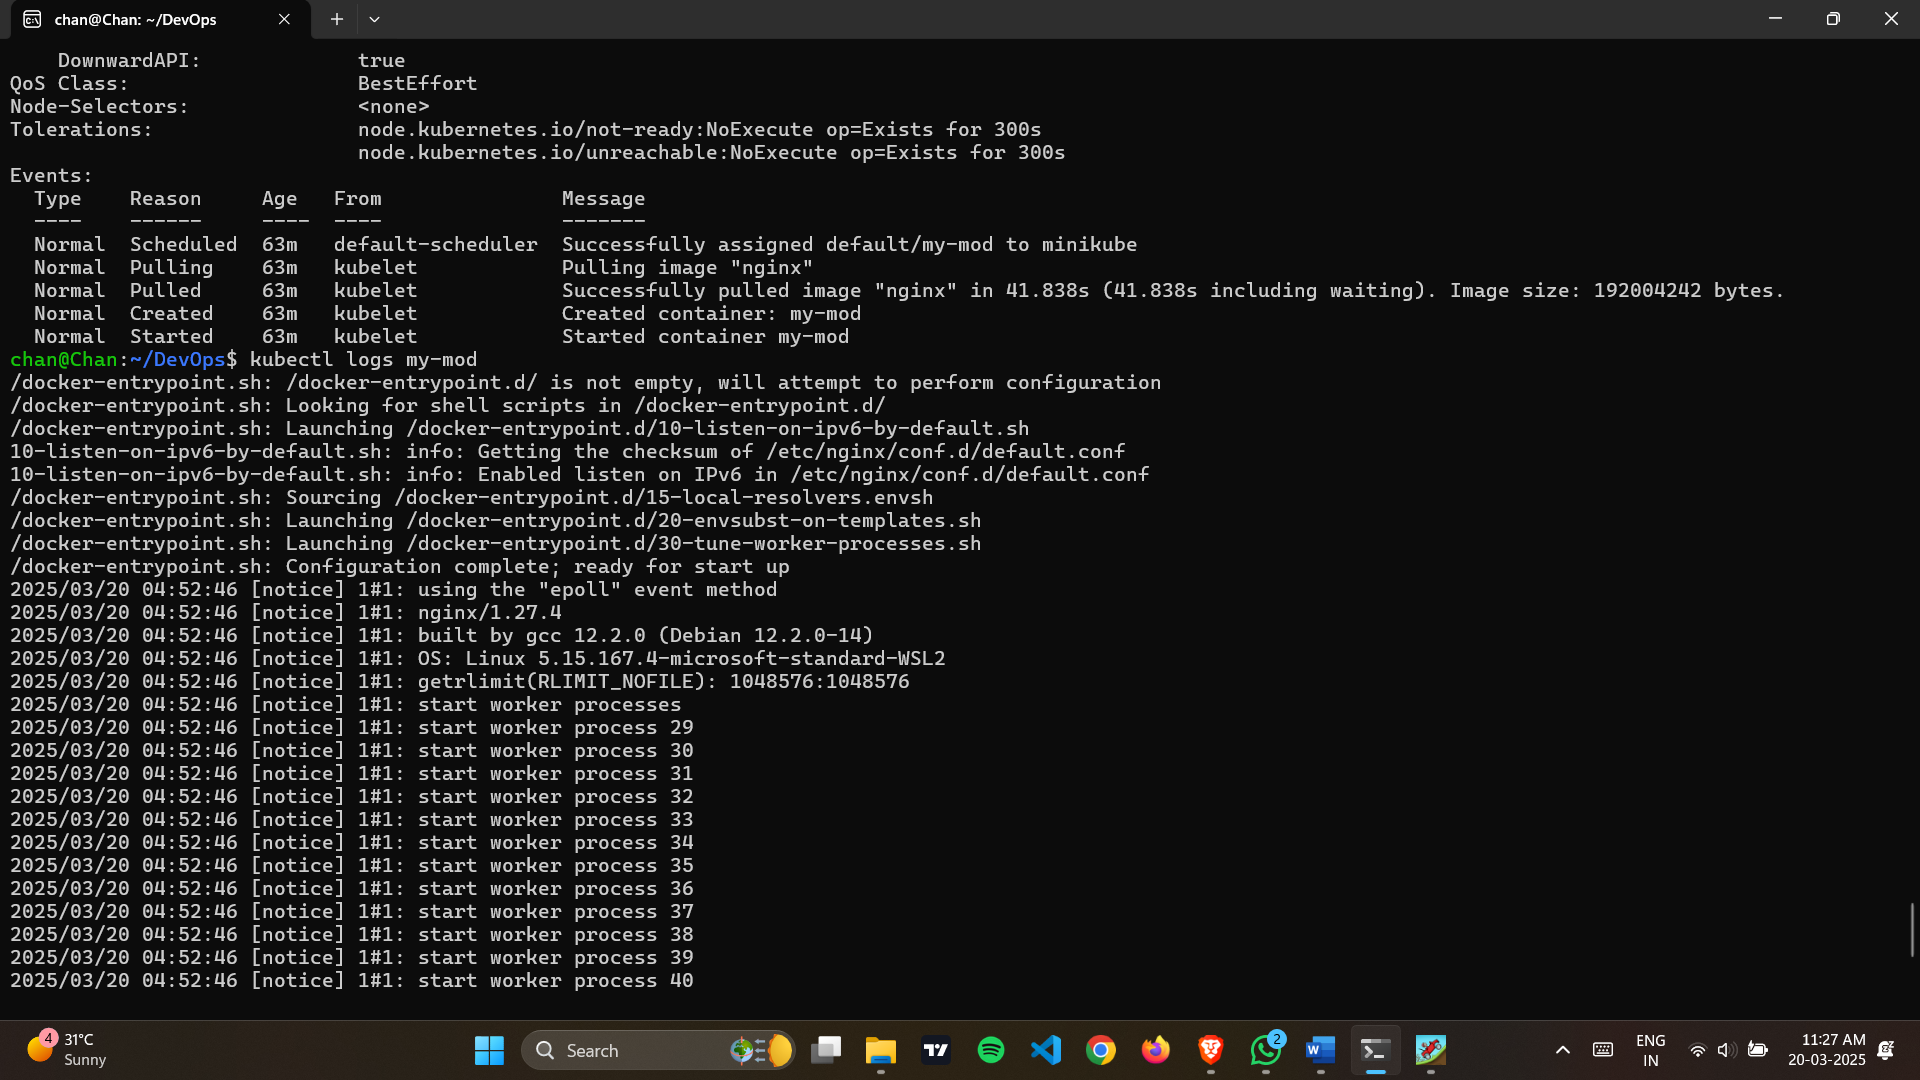 chan@Chan: ~/DevOps
DownwardAPI: true
QoS Class: BestEffort
Node-Selectors: <none>
Tolerations: node.kubernetes.io/not-ready:NoExecute op=Exists for 300s
node.kubernetes.io/unreachable:NoExecute op=Exists for 300s
Events:
Type Reason Age From Message
---- ------ ---- ---- -------
Normal Scheduled 63m default-scheduler Successfully assigned default/my-mod to minikube
Normal Pulling 63m kubelet Pulling image "nginx"
Normal Pulled 63m kubelet Successfully pulled image "nginx" in 41.838s (41.838s including waiting). Image size: 192004242 bytes.
Normal Created 63m kubelet Created container: my-mod
Normal Started 63m kubelet Started container my-mod
chan@Chan:~/DevOps$ kubectl logs my-mod
/docker-entrypoint.sh: /docker-entrypoint.d/ is not empty, will attempt to perform configuration
/docker-entrypoint.sh: Looking for shell scripts in /docker-entrypoint.d/
/docker-entrypoint.sh: Launching /docker-entrypoint.d/10-listen-on-ipv6-by-default.sh
10-listen-on-ipv6-by-default.sh: info: Getting the checksum of /etc/nginx/conf.d/default.conf
10-listen-on-ipv6-by-default.sh: info: Enabled listen on IPv6 in /etc/nginx/conf.d/default.conf
/docker-entrypoint.sh: Sourcing /docker-entrypoint.d/15-local-resolvers.envsh
/docker-entrypoint.sh: Launching /docker-entrypoint.d/20-envsubst-on-templates.sh
/docker-entrypoint.sh: Launching /docker-entrypoint.d/30-tune-worker-processes.sh
/docker-entrypoint.sh: Configuration complete; ready for start up
2025/03/20 04:52:46 [notice] 1#1: using the "epoll" event method
2025/03/20 04:52:46 [notice] 1#1: nginx/1.27.4
2025/03/20 04:52:46 [notice] 1#1: built by gcc 12.2.0 (Debian 12.2.0-14)
2025/03/20 04:52:46 [notice] 1#1: OS: Linux 5.15.167.4-microsoft-standard-WSL2
2025/03/20 04:52:46 [notice] 1#1: getrlimit(RLIMIT_NOFILE): 1048576:1048576
2025/03/20 04:52:46 [notice] 1#1: start worker processes
2025/03/20 04:52:46 [notice] 1#1: start worker process 29
2025/03/20 04:52:46 [notice] 1#1: start worker process 30
2025/03/20 04:52:46 [notice] 1#1: start worker process 31
2025/03/20 04:52:46 [notice] 1#1: start worker process 32
2025/03/20 04:52:46 [notice] 1#1: start worker process 33
2025/03/20 04:52:46 [notice] 1#1: start worker process 34
2025/03/20 04:52:46 [notice] 1#1: start worker process 35
2025/03/20 04:52:46 [notice] 1#1: start worker process 36
2025/03/20 04:52:46 [notice] 1#1: start worker process 37
2025/03/20 04:52:46 [notice] 1#1: start worker process 38
2025/03/20 04:52:46 [notice] 1#1: start worker process 39
2025/03/20 04:52:46 [notice] 1#1: start worker process 40
4 31°C
Sunny
Search
2
ENG
IN
11:27 AM
20-03-2025